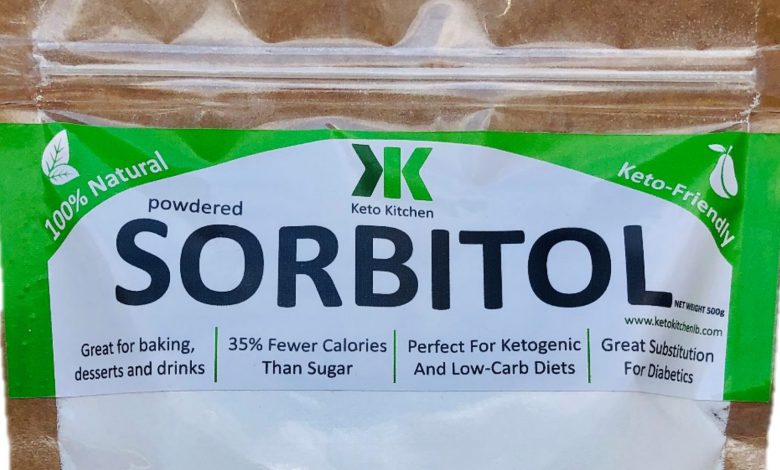 100% Natural
Keto Kitchen
Keto-Friendly
powdered
SORBITOL
NET WEIGHT 500g
www.ketokitchenlb.com
Great for baking,
desserts and drinks
35% Fewer Calories
Than Sugar
Perfect For Ketogenic
And Low-Carb Diets
Great Substitution
For Diabetics